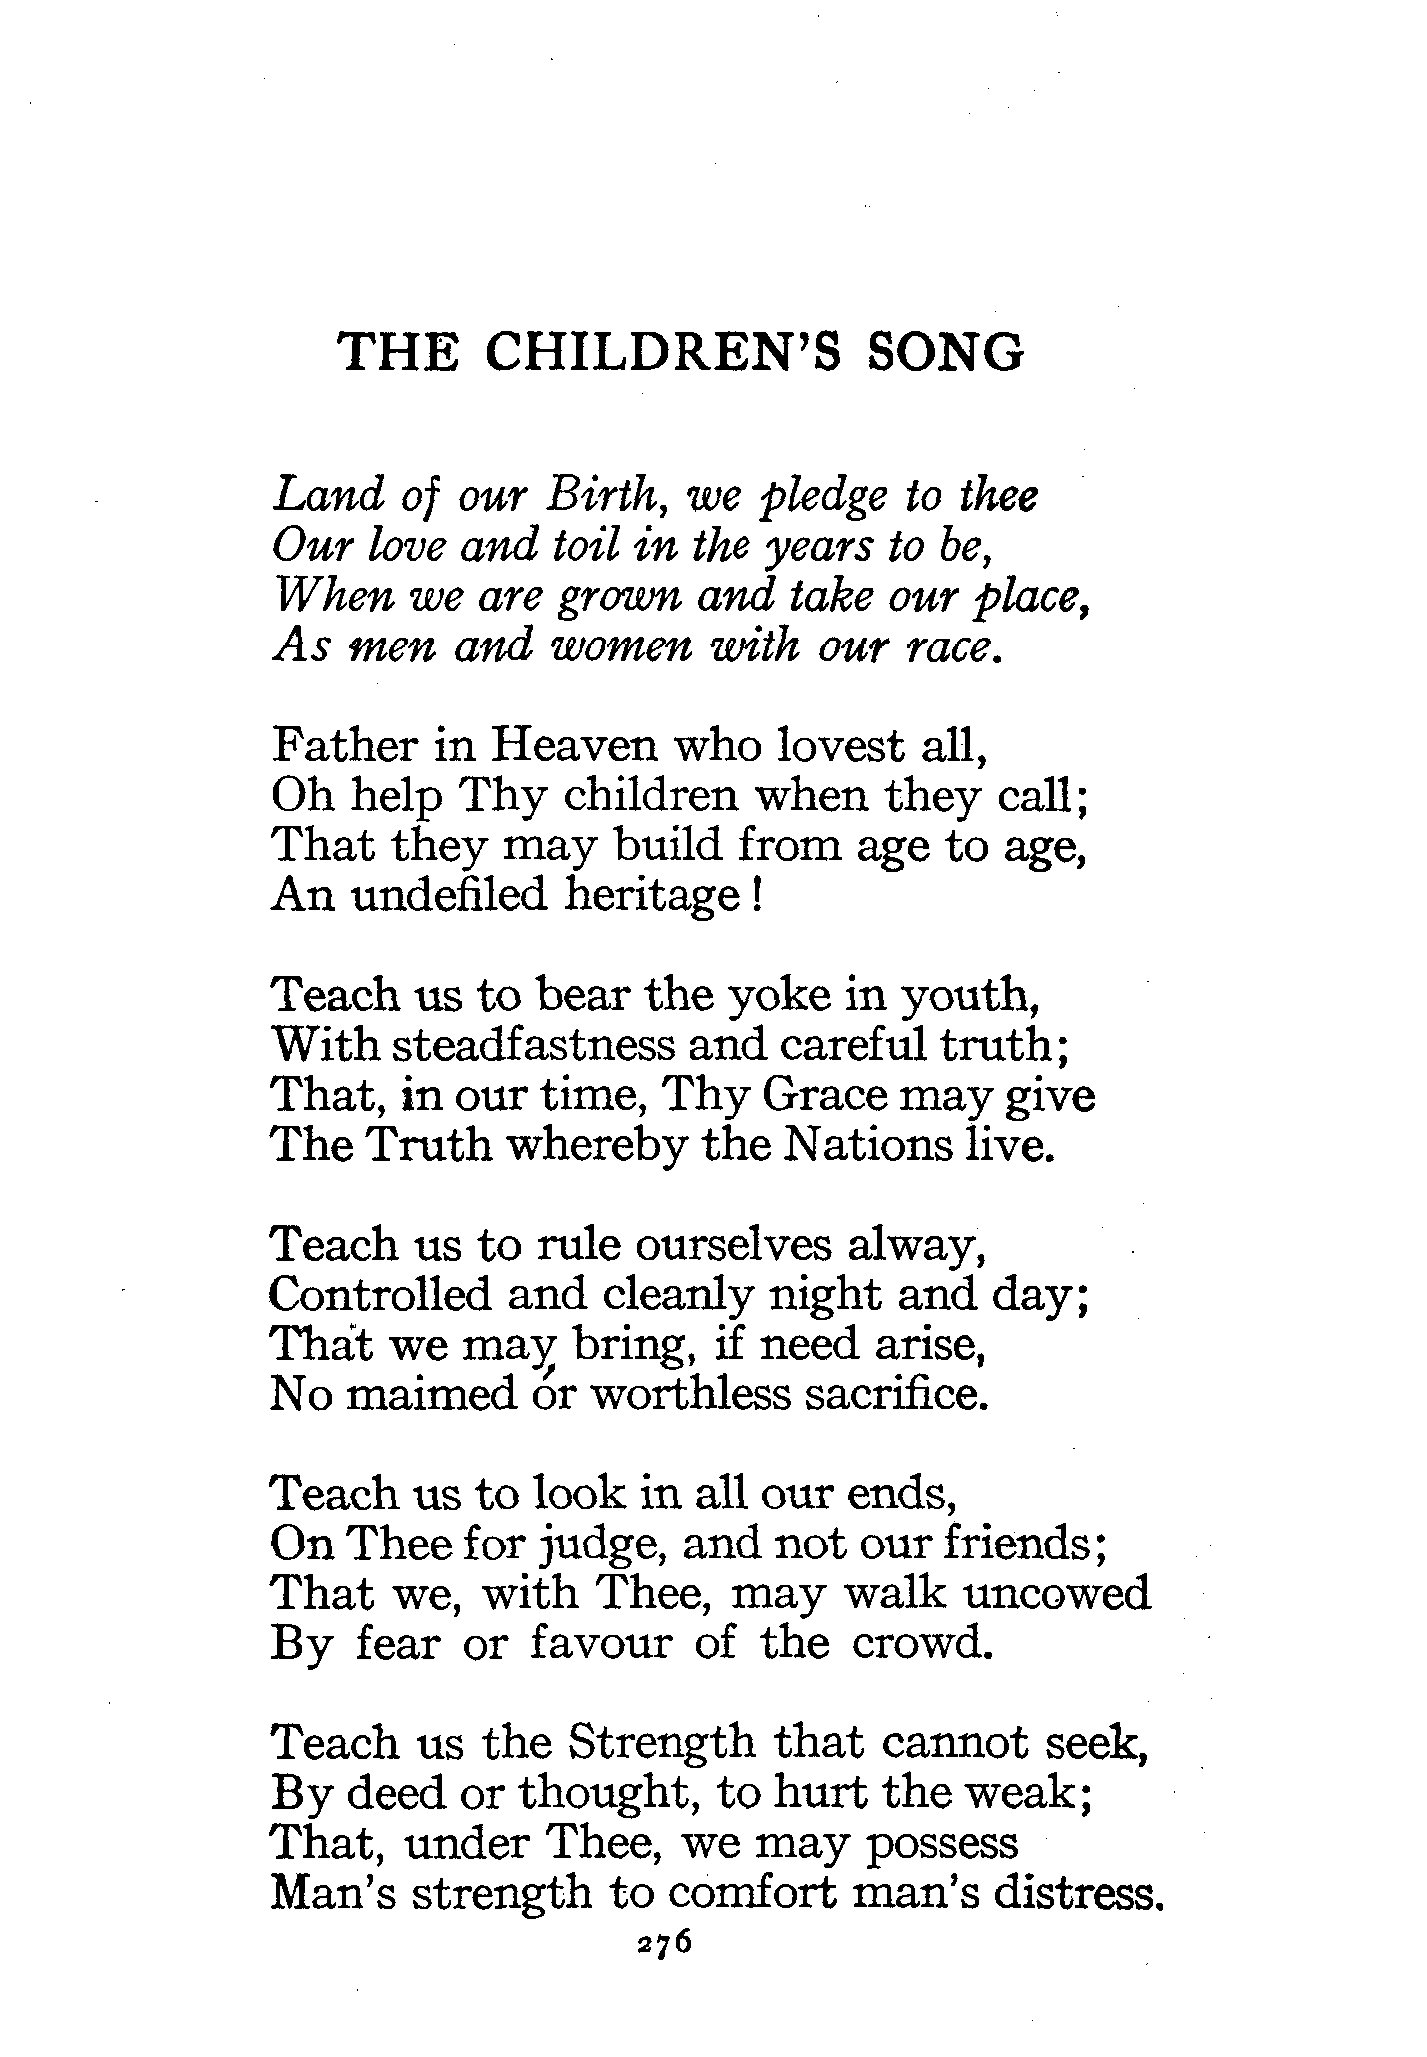 THE CHILDREN'S SONG
Land of our Birth, we pledge to thee
Our love and toil in the years to be,
When we are grown and take our place,
As men and women with our race.
Father in Heaven who lovest all,
Oh help Thy children when they call;
That they may build from age to age,
An undefiled heritage!
Teach us to bear the yoke in youth,
With steadfastness and careful truth;
That, in our time, Thy Grace may give
The Truth whereby the Nations live.
Teach us to rule ourselves alway,
Controlled and cleanly night and day;
That we may bring, if need arise,
No maimed or worthless sacrifice.
Teach us to look in all our ends,
On Thee for judge, and not our friends;
That we, with Thee, may walk uncowed
By fear or favour of the crowd.
Teach us the Strength that cannot seek,
By deed or thought, to hurt the weak;
That, under Thee, we may possess
Man's strength to comfort man's distress.
276